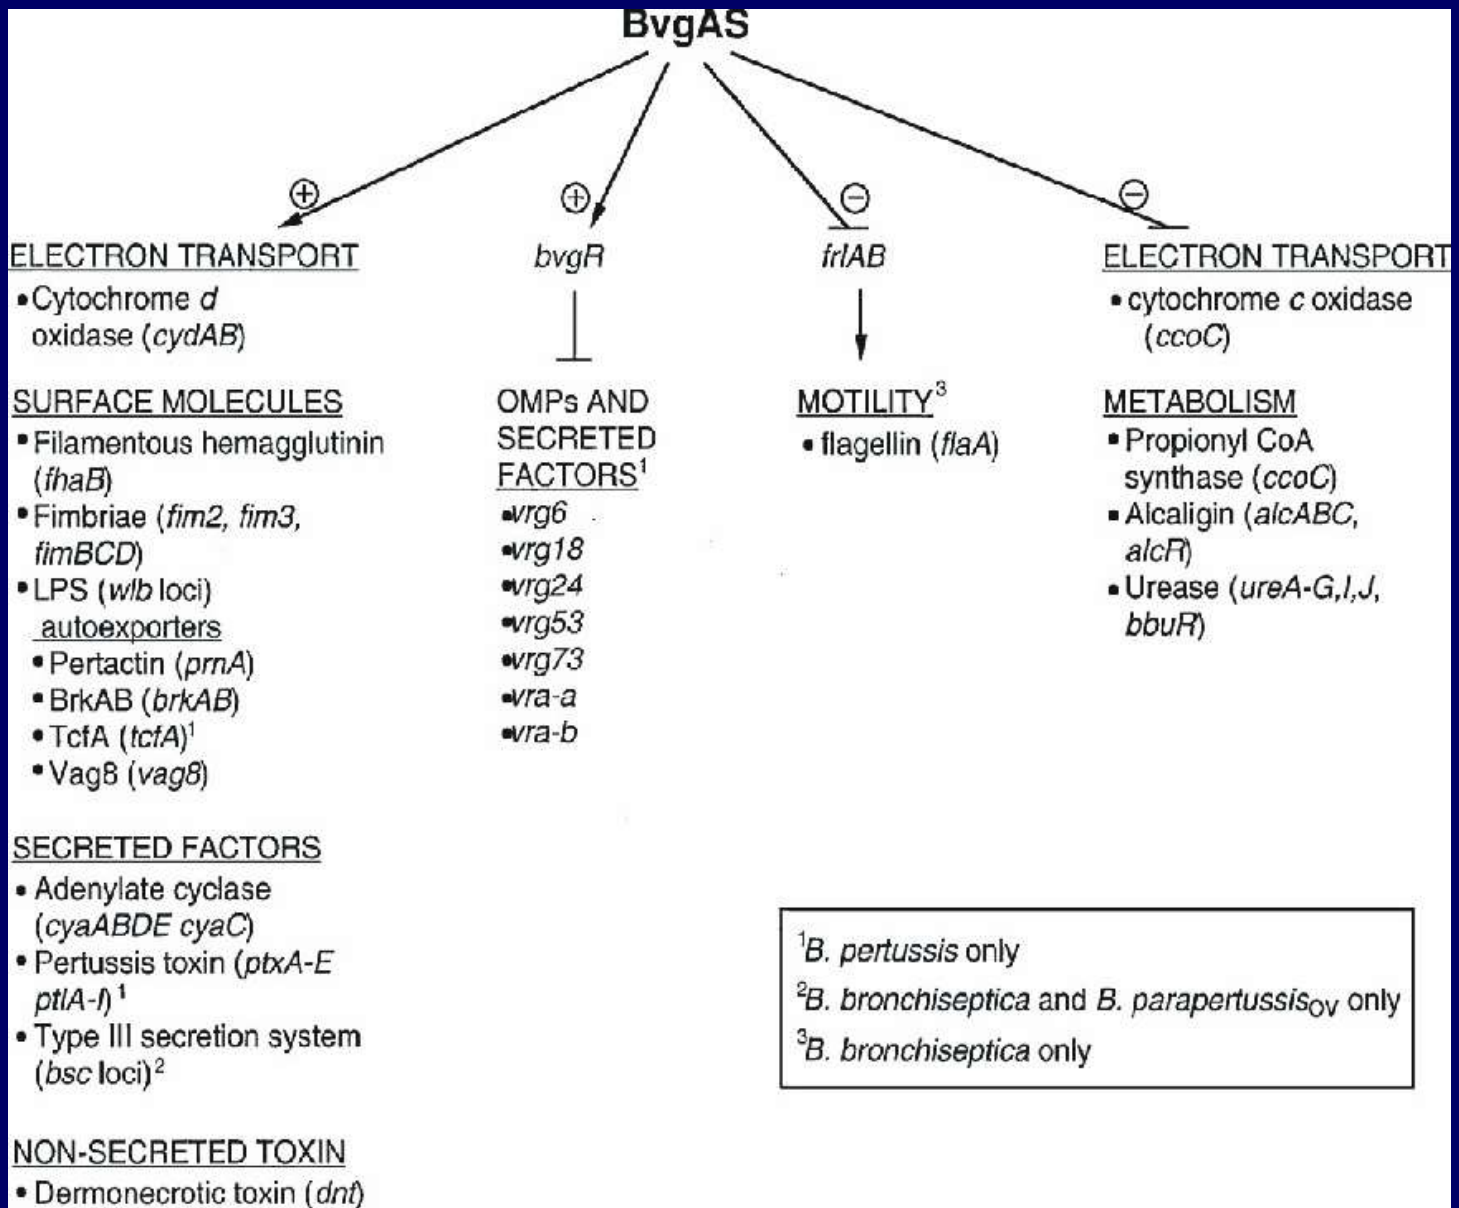 BvgAS
+
+
−
−
ELECTRON TRANSPORT
•Cytochrome d
oxidase (cydAB)
SURFACE MOLECULES
•Filamentous hemagglutinin
(fhaB)
•Fimbriae (fim2, fim3,
fimBCD)
•LPS (wlb loci)
autoexporters
•Pertactin (prnA)
•BrkAB (brkAB)
•TcfA (tcfA)¹
•Vag8 (vag8)
SECRETED FACTORS
•Adenylate cyclase
(cyaABDE cyaC)
•Pertussis toxin (ptxA-E
ptlA-I)¹
•Type III secretion system
(bsc loci)²
NON-SECRETED TOXIN
•Dermonecrotic toxin (dnt)
bvgR
OMPs AND
SECRETED
FACTORS¹
•vrg6
•vrg18
•vrg24
•vrg53
•vrg73
•vra-a
•vra-b
frlAB
MOTILITY³
•flagellin (flaA)
ELECTRON TRANSPORT
•cytochrome c oxidase
(ccoC)
METABOLISM
•Propionyl CoA
synthase (ccoC)
•Alcaligin (alcABC,
alcR)
•Urease (ureA-G,I,J,
bbuR)
¹B. pertussis only
²B. bronchiseptica and B. parapertussisOV only
³B. bronchiseptica only